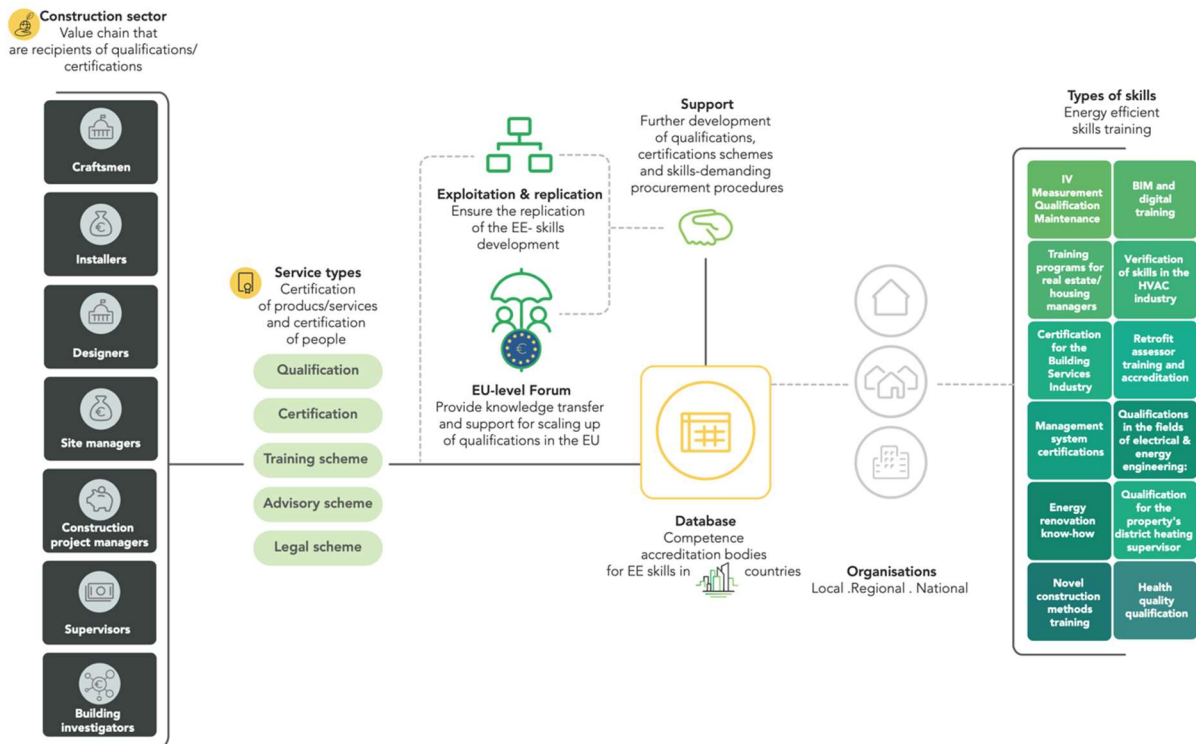 Construction sector
Value chain that
are recipients of qualifications/
certifications
Craftsmen
Installers
Designers
Site managers
Construction
project managers
Supervisors
Building
investigators
Service types
Certification
of producs/services
and certification
of people
Qualification
Certification
Training scheme
Advisory scheme
Legal scheme
Exploitation & replication
Ensure the replication
of the EE- skills
development
EU-level Forum
Provide knowledge transfer
and support for scaling up
of qualifications in the EU
Support
Further development
of qualifications,
certifications schemes
and skills-demanding
procurement procedures
Database
Competence
accreditation bodies
for EE skills in countries
Organisations
Local .Regional . National
Types of skills
Energy efficient
skills training
IV
Measurement
Qualification
Maintenance
BIM and
digital
training
Training
programs for
real estate/
housing
managers
Verification
of skills in the
HVAC
industry
Certification
for the
Building
Services
Industry
Retrofit
assessor
training and
accreditation
Management
system
certifications
Qualifications
in the fields
of electrical &
energy
engineering:
Energy
renovation
know-how
Qualification
for the
property's
district heating
supervisor
Novel
construction
methods
training
Health
quality
qualification